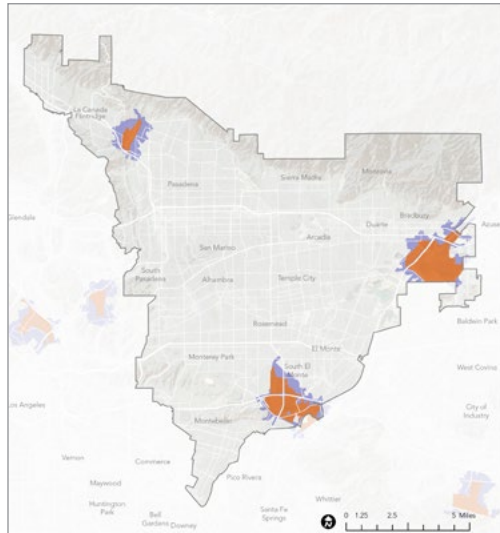 La Cañada
Flintridge
Pasadena
Sierra Madre
Monrovia
Bradbury
Glendale
Duarte
Azusa
Arcadia
San Marino
South
Pasadena
Alhambra
Temple City
Baldwin Park
Rosemead
El Monte
Monterey Park
South El
Monte
West Covina
Los Angeles
City of
Industry
Montebello
Vernon
Commerce
Pico Rivera
Maywood
Whittier
Huntington
Park
Bell
Gardens
Downey
Santa Fe
Springs
N
0 1.25 2.5 5 Miles